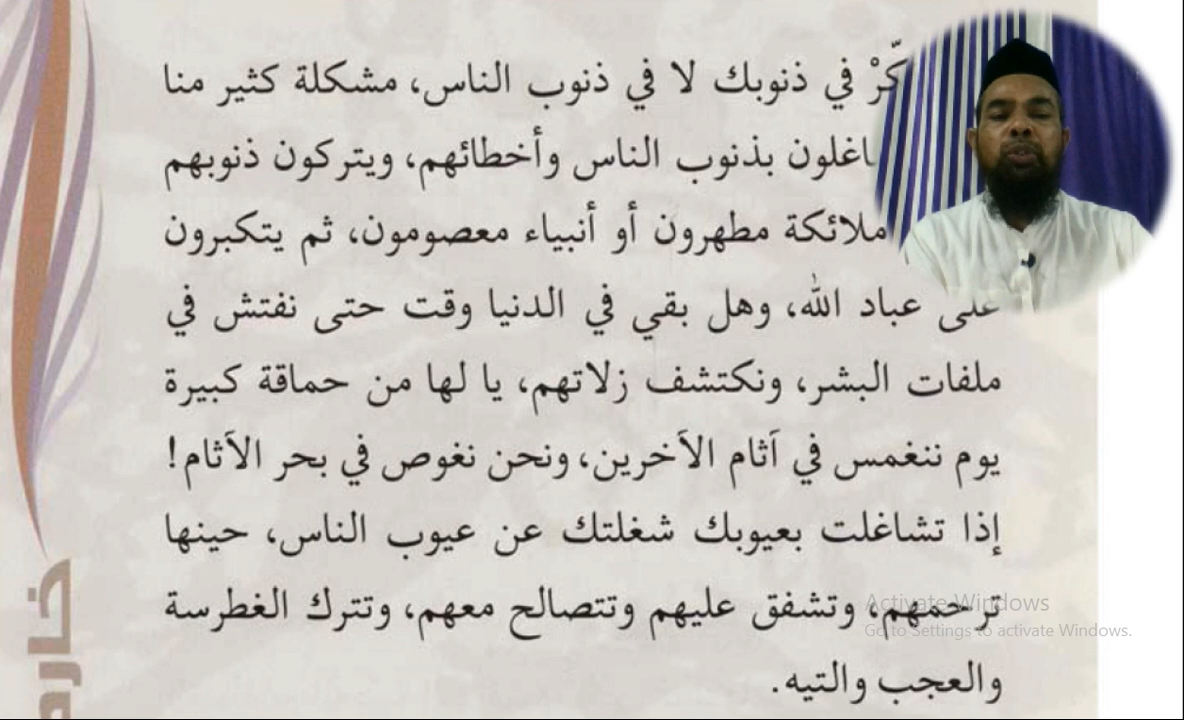 في ذنوبك لا في ذنوب الناس، مشكلة كثير منا
بذنوب الناس وأخطائهم، ويتركون ذنوبهم
ملائكة مطهرون أو أنبياء معصومون، ثم يتكبرون
على عباد الله، وهل بقي في الدنيا وقت حتى نفتش في
ملفات البشر، ونكتشف زلاتهم، يا لها من حماقة كبيرة
يوم ننغمس في آثام الآخرين، ونحن نغوص في بحر الآثام!
إذا تشاغلت بعيوبك شغلتك عن عيوب الناس، حينها
ترحمهم، وتشفق عليهم وتتصالح معهم، وتترك الغطرسة
والعجب والتيه.
Activate Windows
Go to Settings to activate Windows.